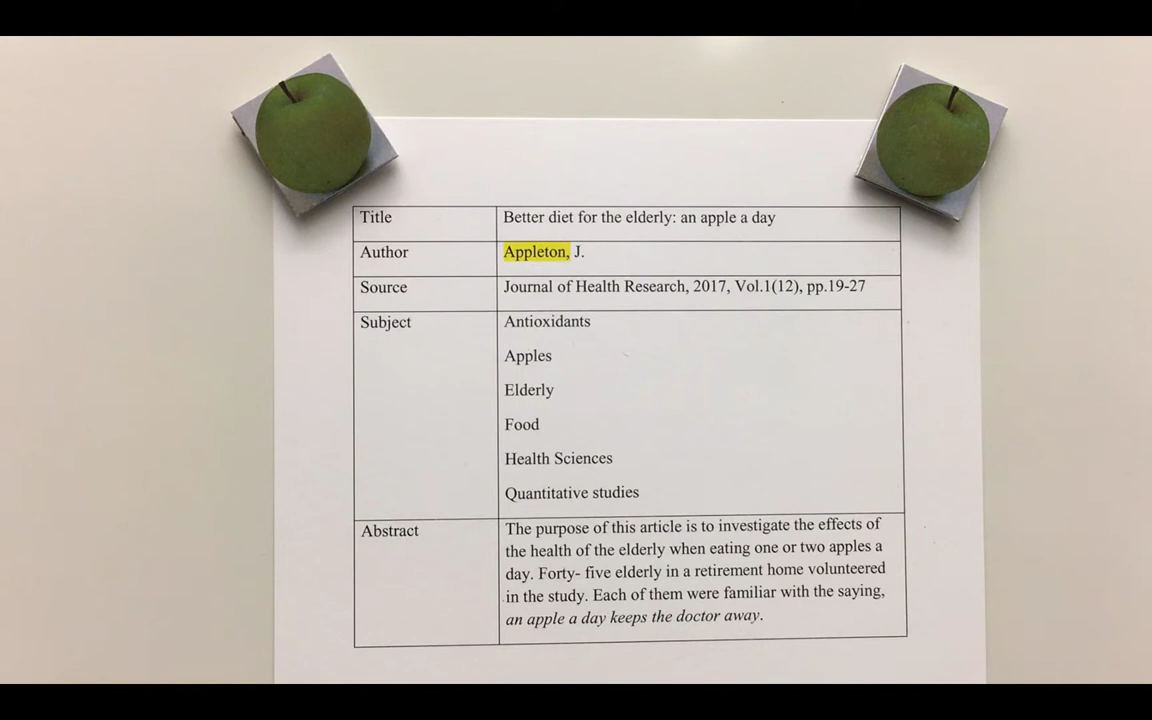 Title
Better diet for the elderly: an apple a day
Author
Appleton, J.
Source
Journal of Health Research, 2017, Vol.1(12), pp.19-27
Subject
Antioxidants
Apples
Elderly
Food
Health Sciences
Quantitative studies
Abstract
The purpose of this article is to investigate the effects of
the health of the elderly when eating one or two apples a
day. Forty- five elderly in a retirement home volunteered
in the study. Each of them were familiar with the saying,
an apple a day keeps the doctor away.